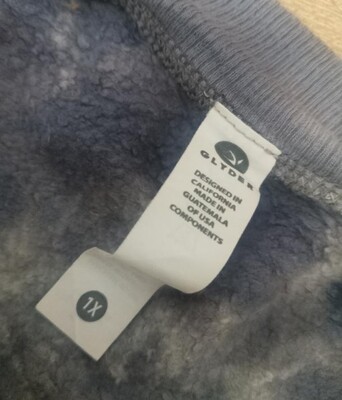 GLYDER
DESIGNED IN
CALIFORNIA
MADE IN
GUATEMALA
OF USA
COMPONENTS
1X